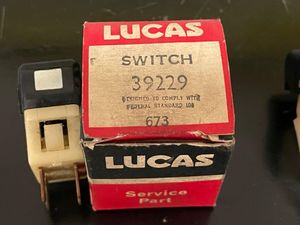 LUCAS
SWITCH
39229
DESIGNED TO COMPLY WITH
FEDERAL STANDARD 108
673
LUCAS
Service
Part